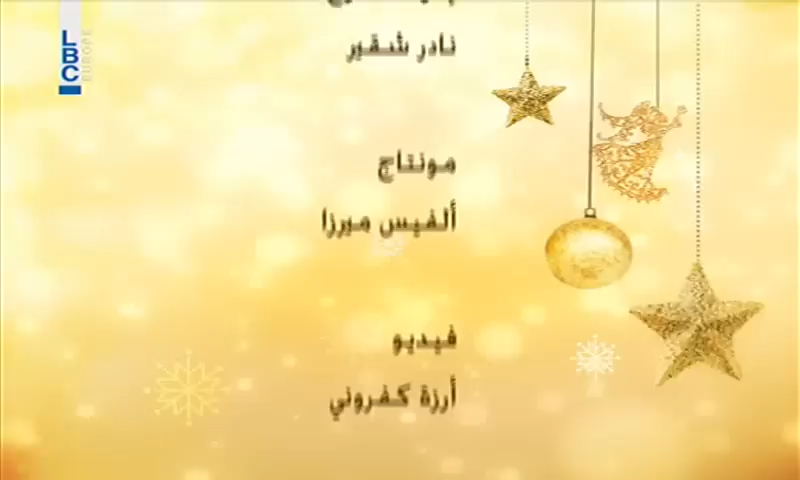 LBC
EUROPE
نادر شقير
مونتاج
ألفيس ميرزا
فيديو
أرزة كفروني